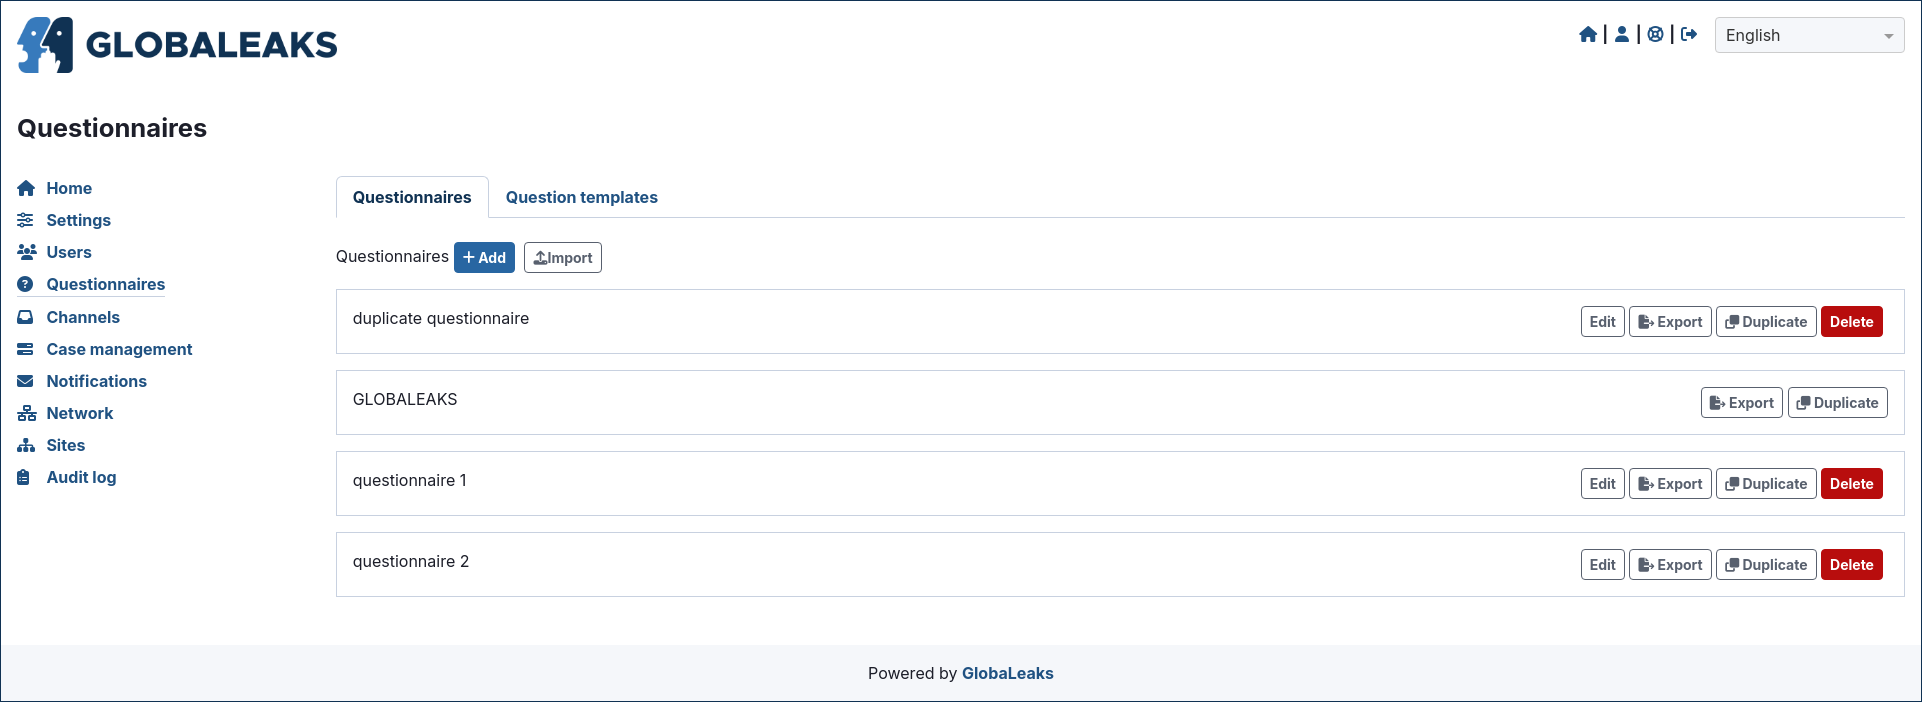 GLOBALEAKS
English
Questionnaires
Home
Settings
Users
Questionnaires
Channels
Case management
Notifications
Network
Sites
Audit log
Questionnaires Question templates
Questionnaires Add Import
duplicate questionnaire Edit Export Duplicate Delete
GLOBALEAKS Export Duplicate
questionnaire 1 Edit Export Duplicate Delete
questionnaire 2 Edit Export Duplicate Delete
Powered by GlobaLeaks